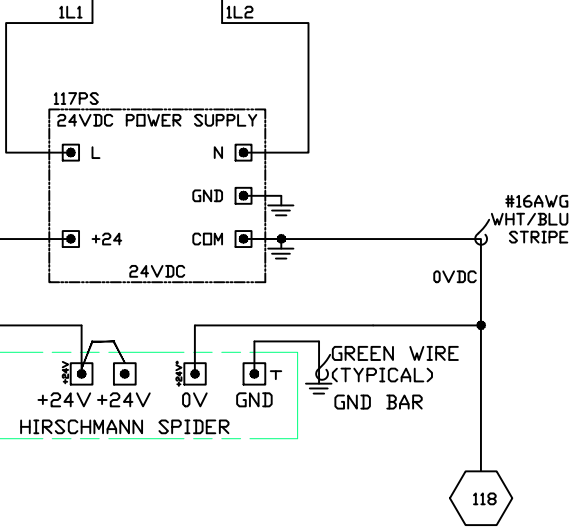 1L1 1L2
117PS
24VDC POWER SUPPLY
L N
GND
#16AWG
WHT/BLU
STRIPE
+24 COM
24VDC
0VDC
GREEN WIRE
+24V +24V T (TYPICAL)
+24V +24V 0V GND GND BAR
HIRSCHMANN SPIDER
118